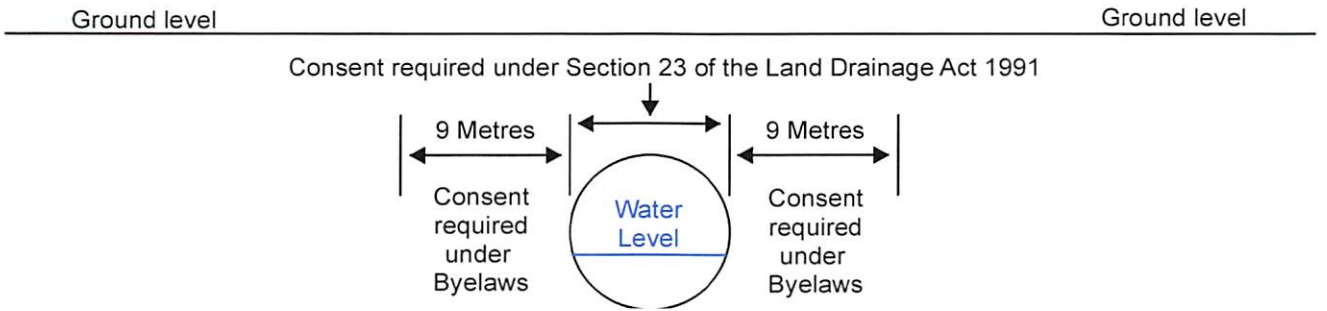 Ground level
Ground level
Consent required under Section 23 of the Land Drainage Act 1991
9 Metres
9 Metres
Consent
required
under
Byelaws
Water
Level
Consent
required
under
Byelaws